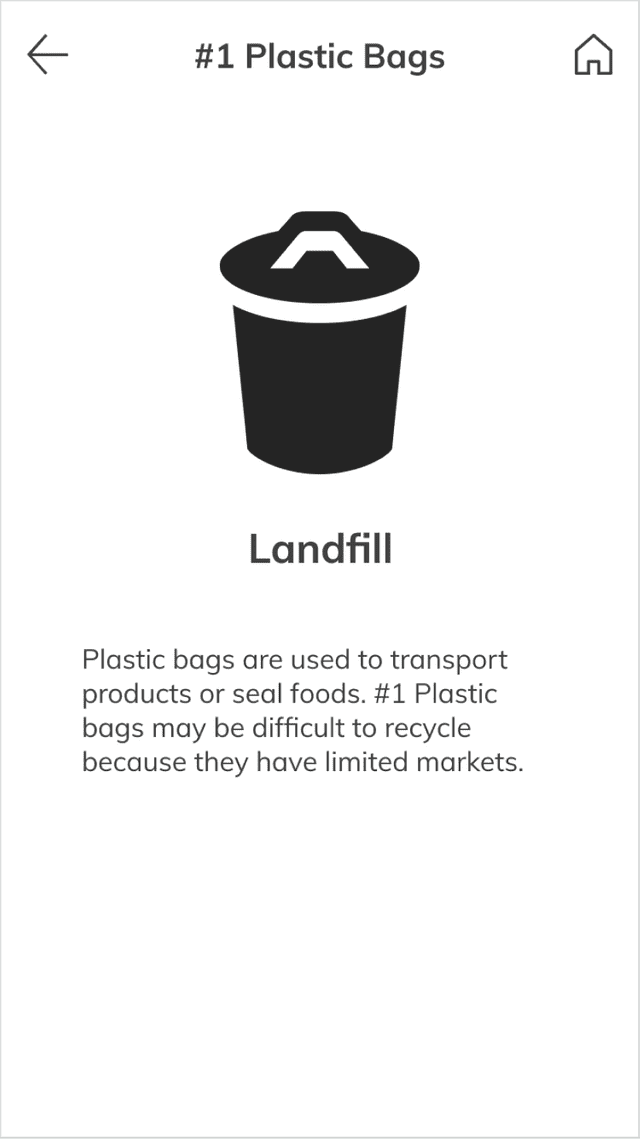 #1 Plastic Bags
Landfill
Plastic bags are used to transport
products or seal foods. #1 Plastic
bags may be difficult to recycle
because they have limited markets.